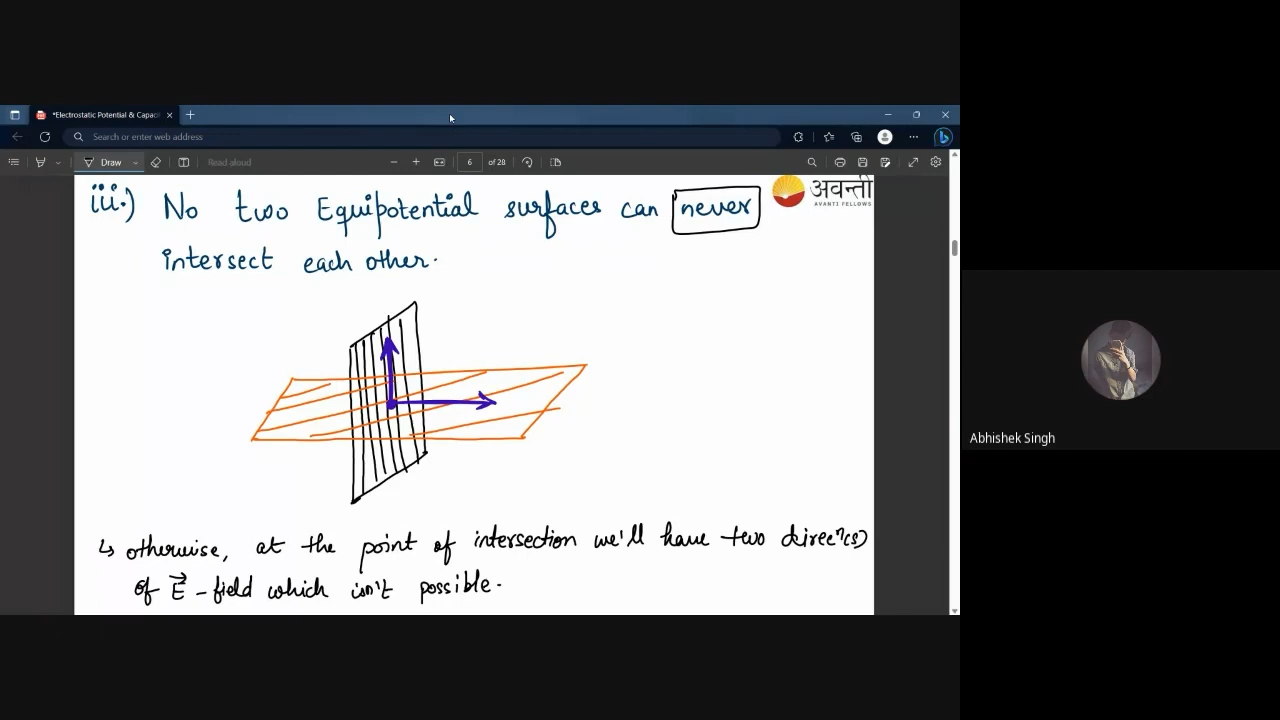 *Electrostatic Potential & Capaci
Search or enter web address
Draw
Read aloud
6 of 28
iii.) No two Equipotential surfaces can never
intersect each other.
अवन्ती
AVANTI FELLOWS
↳ otherwise, at the point of intersection we'll have two direcⁿ(s)
of E⃗ - field which isn't possible.
Abhishek Singh